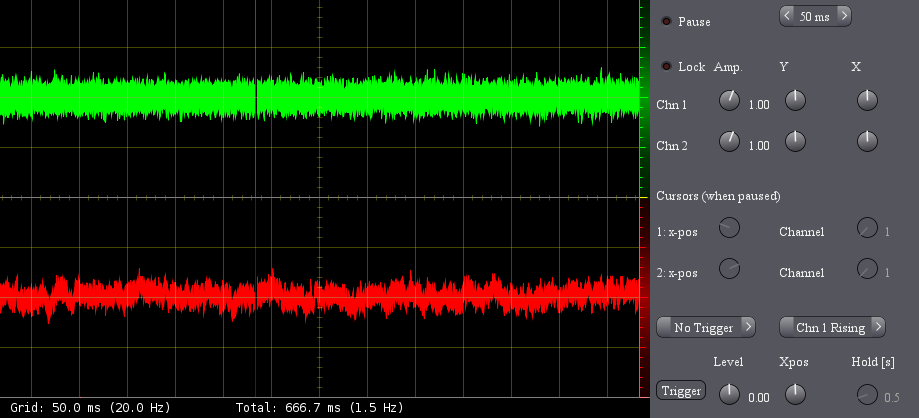 50 ms
Pause
Lock Amp. Y X
Chn 1 1.00
Chn 2 1.00
Cursors (when paused)
1: x-pos Channel 1
2: x-pos Channel 1
No Trigger Chn 1 Rising
Level Xpos Hold [s]
Trigger 0.00 0.5
Grid: 50.0 ms (20.0 Hz) Total: 666.7 ms (1.5 Hz)